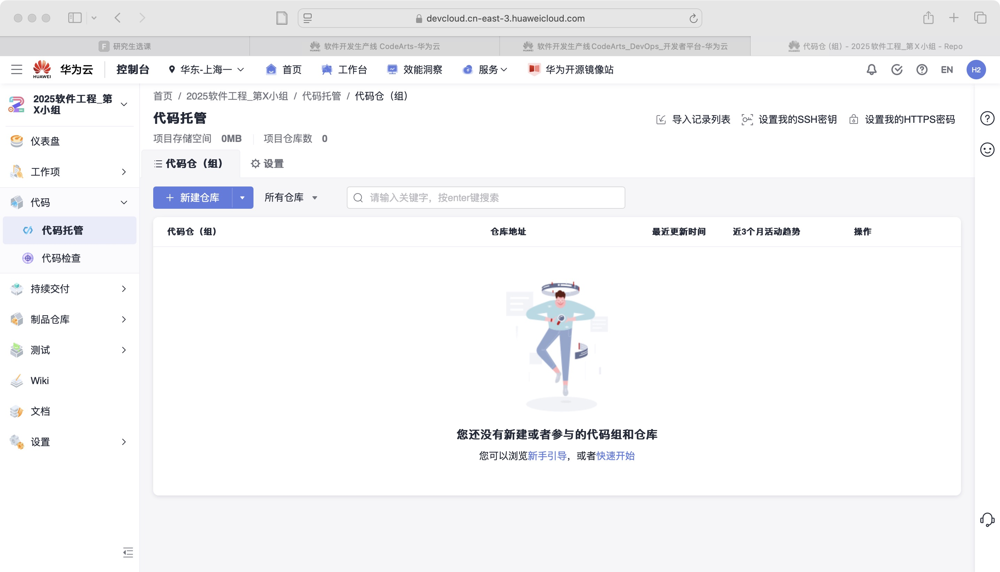 devcloud.cn-east-3.huaweicloud.com
F 研究生选课
HUAWEI 软件开发生产线 CodeArts-华为云
HUAWEI 软件开发生产线CodeArts_DevOps_开发者平台-华为云
HUAWEI 代码仓 (组) - 2025软件工程_第X小组 - Repo
HUAWEI 华为云 控制台 华东-上海一 首页 工作台 效能洞察 服务 华为开源镜像站 EN H2
2025软件工程_第X小组
仪表盘
工作项
代码
代码托管
代码检查
持续交付
制品仓库
测试
Wiki
文档
设置
首页 / 2025软件工程_第X小组 / 代码托管 / 代码仓（组）
代码托管
导入记录列表 设置我的SSH密钥 设置我的HTTPS密码
项目存储空间 0MB 项目仓库数 0
代码仓（组） 设置
新建仓库 所有仓库 请输入关键字，按enter键搜索
代码仓（组） 仓库地址 最近更新时间 近3个月活动趋势 操作
您还没有新建或者参与的代码组和仓库
您可以浏览新手引导，或者快速开始